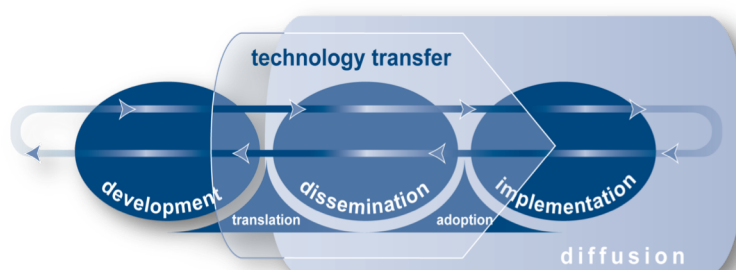 technology transfer
development
dissemination
implementation
translation
adoption
diffusion